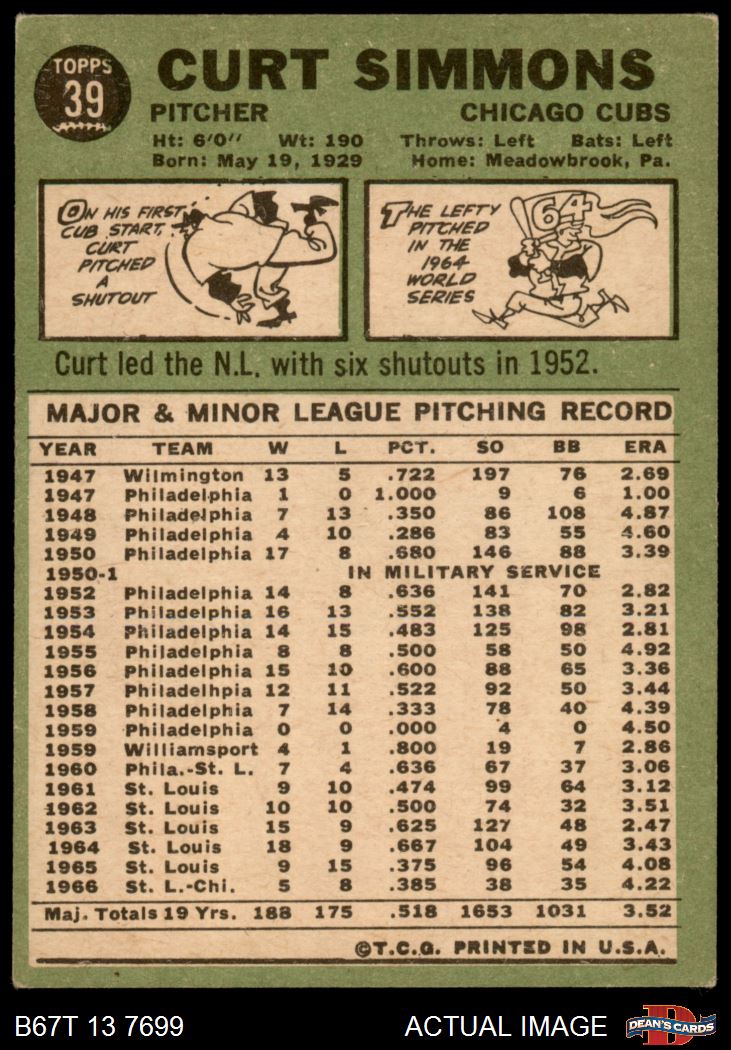 TOPPS
39
CURT SIMMONS
PITCHER CHICAGO CUBS
Ht: 6'0" Wt: 190 Throws: Left Bats: Left
Born: May 19, 1929 Home: Meadowbrook, Pa.
ON HIS FIRST
CUB START,
CURT
PITCHED
A
SHUTOUT
THE LEFTY
PITCHED
IN THE
1964
WORLD
SERIES
64
Curt led the N.L. with six shutouts in 1952.
MAJOR & MINOR LEAGUE PITCHING RECORD
YEAR TEAM W L PCT. SO BB ERA
1947 Wilmington 13 5 .722 197 76 2.69
1947 Philadelphia 1 0 1.000 9 6 1.00
1948 Philadelphia 7 13 .350 86 108 4.87
1949 Philadelphia 4 10 .286 83 55 4.60
1950 Philadelphia 17 8 .680 146 88 3.39
1950-1 IN MILITARY SERVICE
1952 Philadelphia 14 8 .636 141 70 2.82
1953 Philadelphia 16 13 .552 138 82 3.21
1954 Philadelphia 14 15 .483 125 98 2.81
1955 Philadelphia 8 8 .500 58 50 4.92
1956 Philadelphia 15 10 .600 88 65 3.36
1957 Philadelhpia 12 11 .522 92 50 3.44
1958 Philadelphia 7 14 .333 78 40 4.39
1959 Philadelphia 0 0 .000 4 0 4.50
1959 Williamsport 4 1 .800 19 7 2.86
1960 Phila.-St. L. 7 4 .636 67 37 3.06
1961 St. Louis 9 10 .474 99 64 3.12
1962 St. Louis 10 10 .500 74 32 3.51
1963 St. Louis 15 9 .625 127 48 2.47
1964 St. Louis 18 9 .667 104 49 3.43
1965 St. Louis 9 15 .375 96 54 4.08
1966 St. L.-Chi. 5 8 .385 38 35 4.22
Maj. Totals 19 Yrs. 188 175 .518 1653 1031 3.52
©T.C.G. PRINTED IN U.S.A.
B67T 13 7699 ACTUAL IMAGE
DEAN'S CARDS